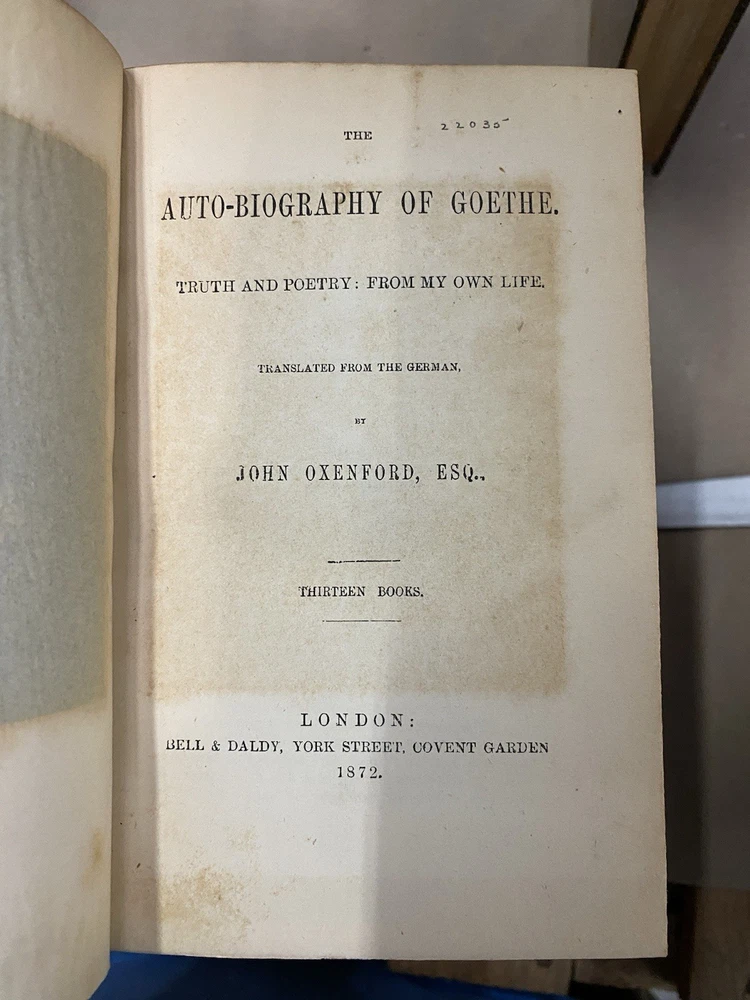 22035
THE
AUTO-BIOGRAPHY OF GOETHE.
TRUTH AND POETRY: FROM MY OWN LIFE.
TRANSLATED FROM THE GERMAN,
BY
JOHN OXENFORD, ESQ.,
THIRTEEN BOOKS.
LONDON:
BELL & DALDY, YORK STREET, COVENT GARDEN
1872.